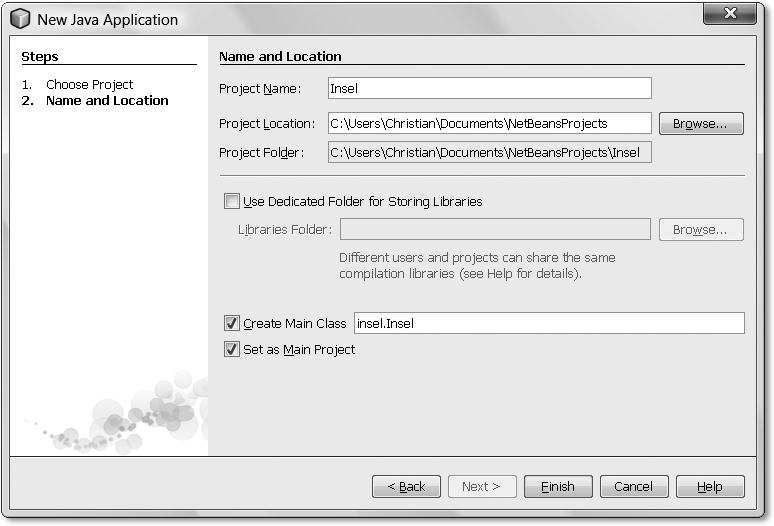 New Java Application
Steps
1. Choose Project
2. Name and Location
Name and Location
Project Name: Insel
Project Location: C:\Users\Christian\Documents\NetBeansProjects Browse...
Project Folder: C:\Users\Christian\Documents\NetBeansProjects\Insel
Use Dedicated Folder for Storing Libraries
Libraries Folder: Browse...
Different users and projects can share the same
compilation libraries (see Help for details).
Create Main Class insel.Insel
Set as Main Project
< Back Next > Finish Cancel Help